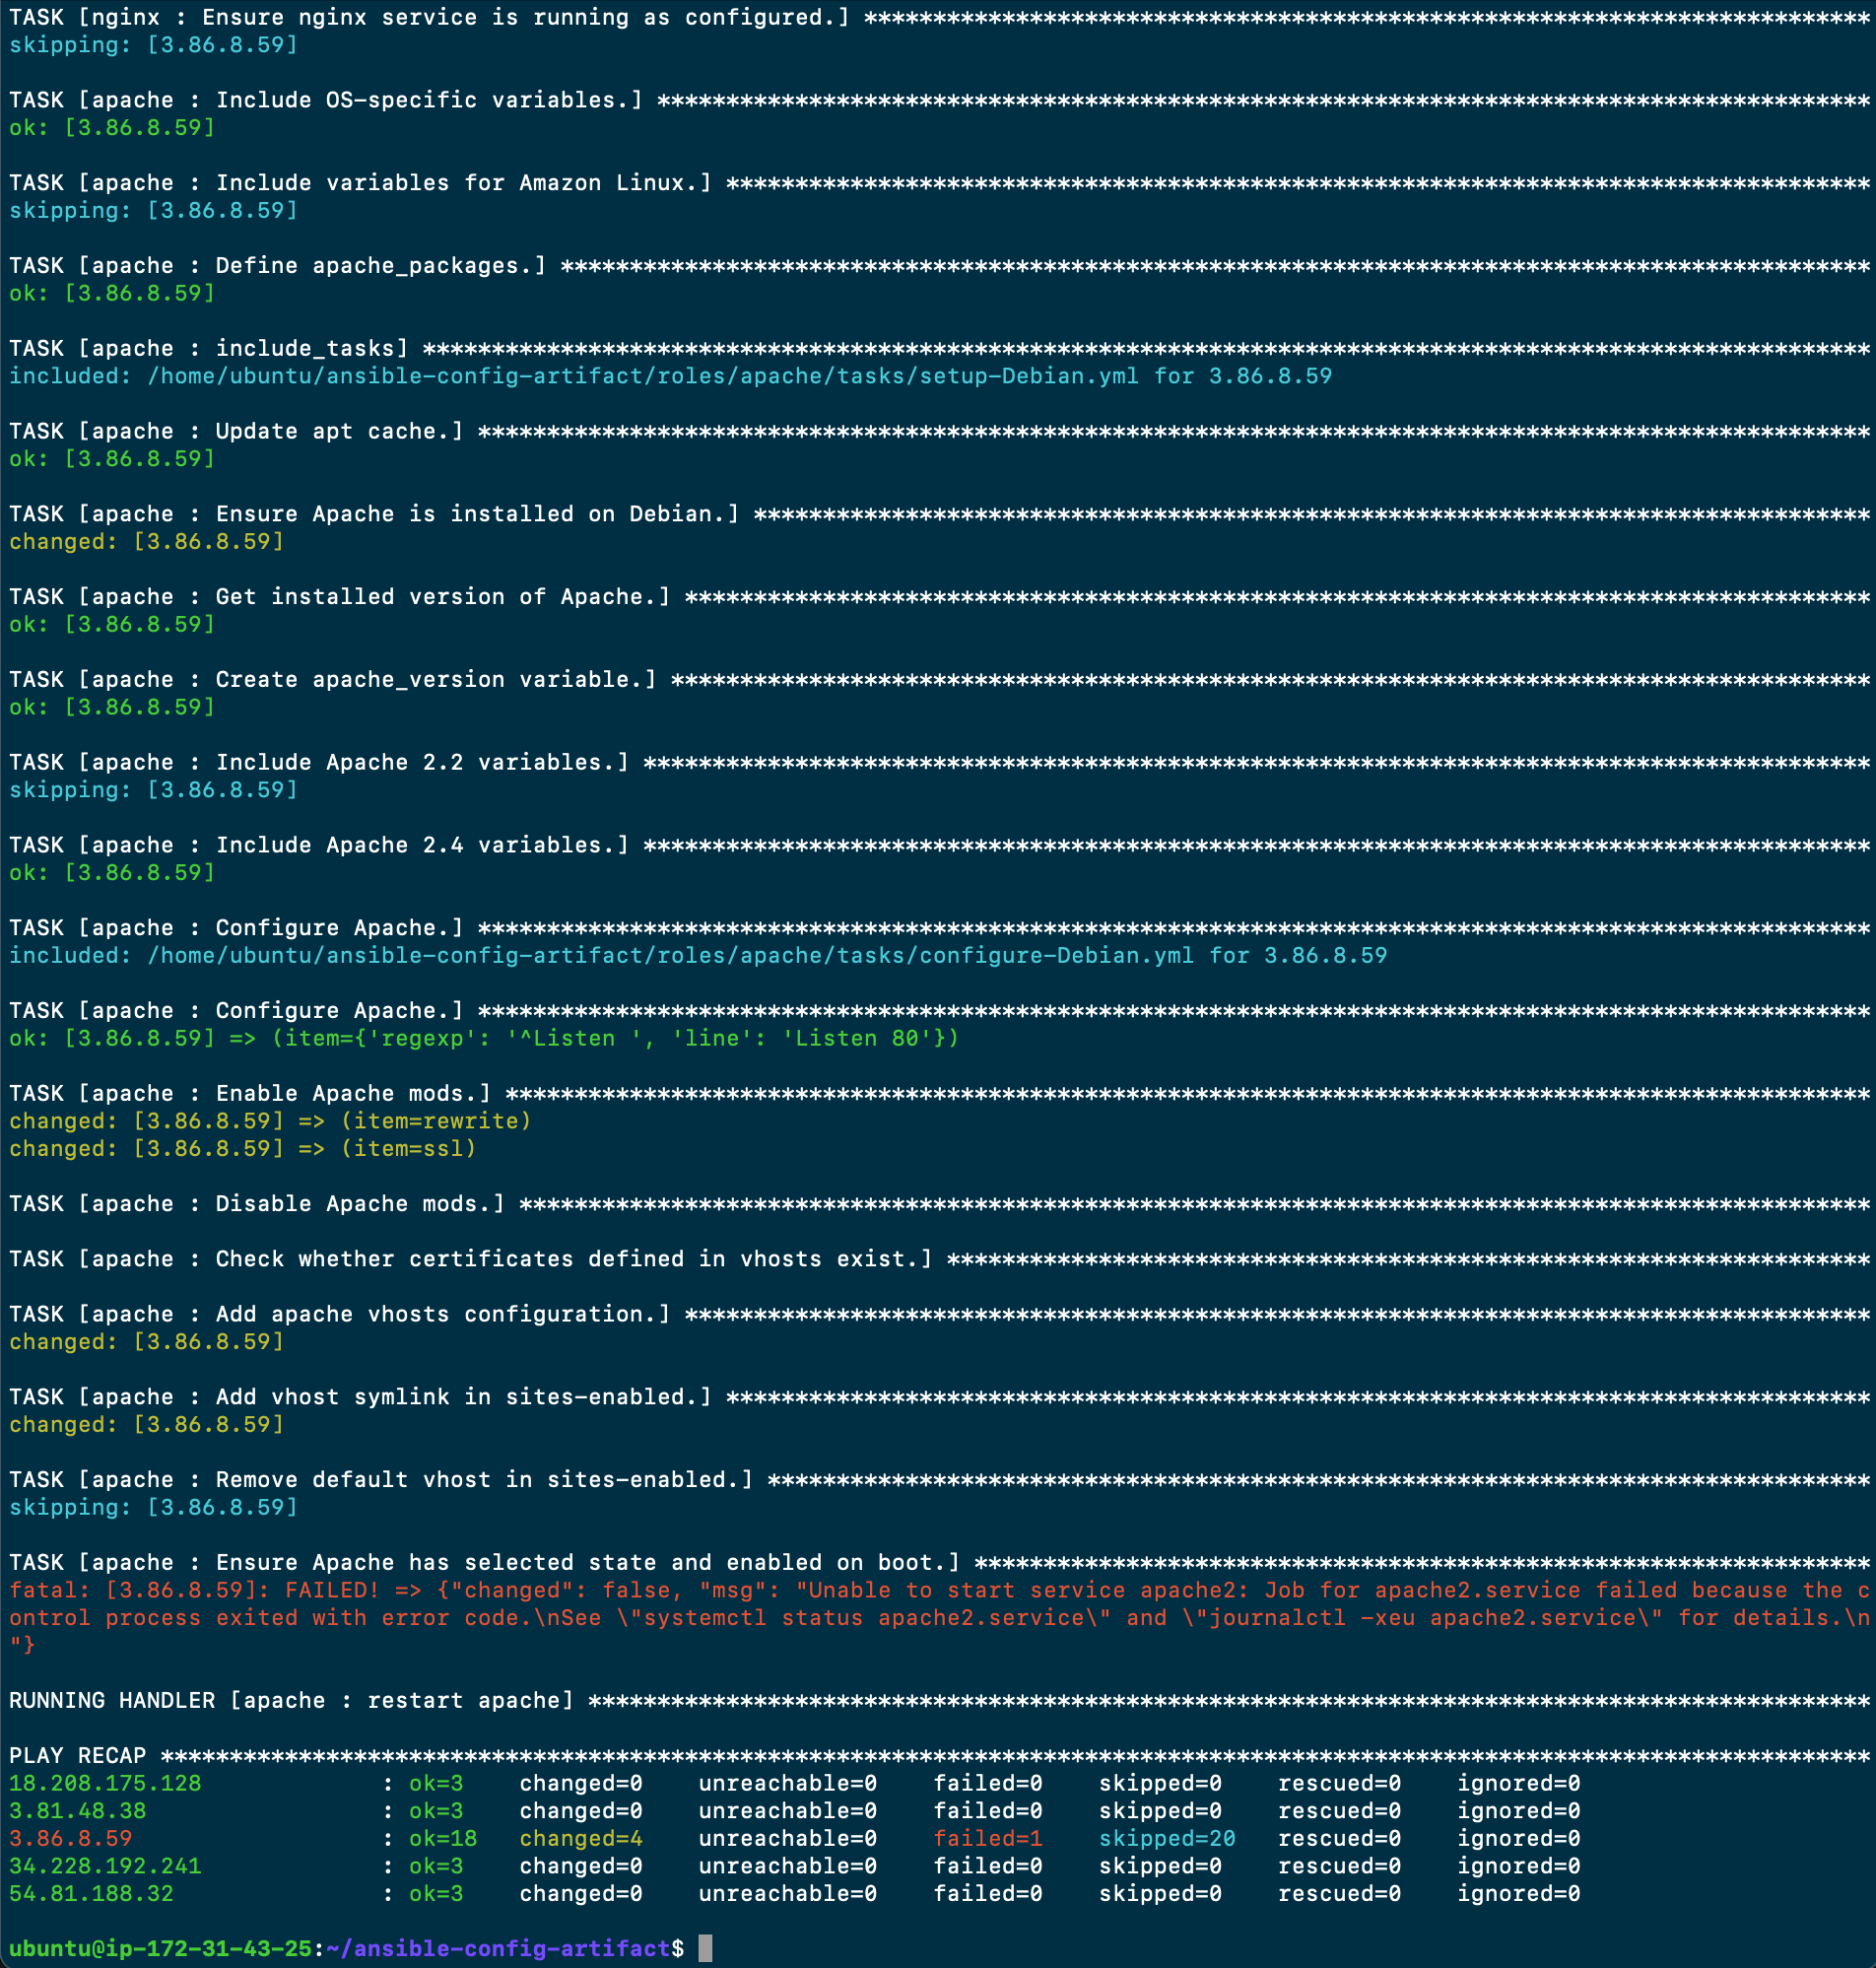 TASK [nginx : Ensure nginx service is running as configured.] *************************************************************************
skipping: [3.86.8.59]
TASK [apache : Include OS-specific variables.] ****************************************************************************************
ok: [3.86.8.59]
TASK [apache : Include variables for Amazon Linux.] ***********************************************************************************
skipping: [3.86.8.59]
TASK [apache : Define apache_packages.] ***********************************************************************************************
ok: [3.86.8.59]
TASK [apache : include_tasks] *********************************************************************************************************
included: /home/ubuntu/ansible-config-artifact/roles/apache/tasks/setup-Debian.yml for 3.86.8.59
TASK [apache : Update apt cache.] *****************************************************************************************************
ok: [3.86.8.59]
TASK [apache : Ensure Apache is installed on Debian.] *********************************************************************************
changed: [3.86.8.59]
TASK [apache : Get installed version of Apache.] **************************************************************************************
ok: [3.86.8.59]
TASK [apache : Create apache_version variable.] ***************************************************************************************
ok: [3.86.8.59]
TASK [apache : Include Apache 2.2 variables.] *****************************************************************************************
skipping: [3.86.8.59]
TASK [apache : Include Apache 2.4 variables.] *****************************************************************************************
ok: [3.86.8.59]
TASK [apache : Configure Apache.] *****************************************************************************************************
included: /home/ubuntu/ansible-config-artifact/roles/apache/tasks/configure-Debian.yml for 3.86.8.59
TASK [apache : Configure Apache.] *****************************************************************************************************
ok: [3.86.8.59] => (item={'regexp': '^Listen ', 'line': 'Listen 80'})
TASK [apache : Enable Apache mods.] ***************************************************************************************************
changed: [3.86.8.59] => (item=rewrite)
changed: [3.86.8.59] => (item=ssl)
TASK [apache : Disable Apache mods.] **************************************************************************************************
TASK [apache : Check whether certificates defined in vhosts exist.] *******************************************************************
TASK [apache : Add apache vhosts configuration.] **************************************************************************************
changed: [3.86.8.59]
TASK [apache : Add vhost symlink in sites-enabled.] ***********************************************************************************
changed: [3.86.8.59]
TASK [apache : Remove default vhost in sites-enabled.] ********************************************************************************
skipping: [3.86.8.59]
TASK [apache : Ensure Apache has selected state and enabled on boot.] *****************************************************************
fatal: [3.86.8.59]: FAILED! => {"changed": false, "msg": "Unable to start service apache2: Job for apache2.service failed because the c
ontrol process exited with error code.\nSee \"systemctl status apache2.service\" and \"journalctl -xeu apache2.service\" for details.\n
"}
RUNNING HANDLER [apache : restart apache] *********************************************************************************************
PLAY RECAP ****************************************************************************************************************************
18.208.175.128             : ok=3    changed=0    unreachable=0    failed=0    skipped=0    rescued=0    ignored=0
3.81.48.38                 : ok=3    changed=0    unreachable=0    failed=0    skipped=0    rescued=0    ignored=0
3.86.8.59                  : ok=18   changed=4    unreachable=0    failed=1    skipped=20   rescued=0    ignored=0
34.228.192.241             : ok=3    changed=0    unreachable=0    failed=0    skipped=0    rescued=0    ignored=0
54.81.188.32               : ok=3    changed=0    unreachable=0    failed=0    skipped=0    rescued=0    ignored=0
ubuntu@ip-172-31-43-25:~/ansible-config-artifact$